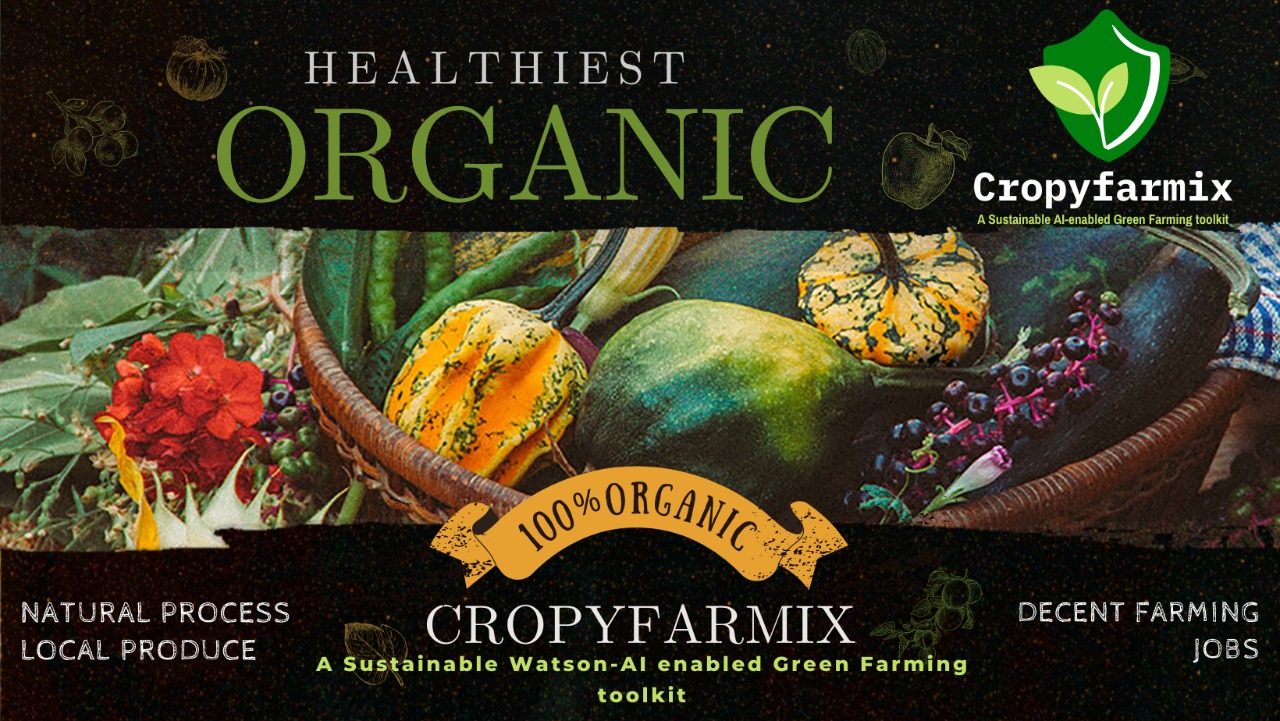 HEALTHIEST
ORGANIC
Cropyfarmix
A Sustainable AI-enabled Green Farming toolkit
100% ORGANIC
NATURAL PROCESS
LOCAL PRODUCE
CROPYFARMIX
A Sustainable Watson-AI enabled Green Farming
toolkit
DECENT FARMING
JOBS